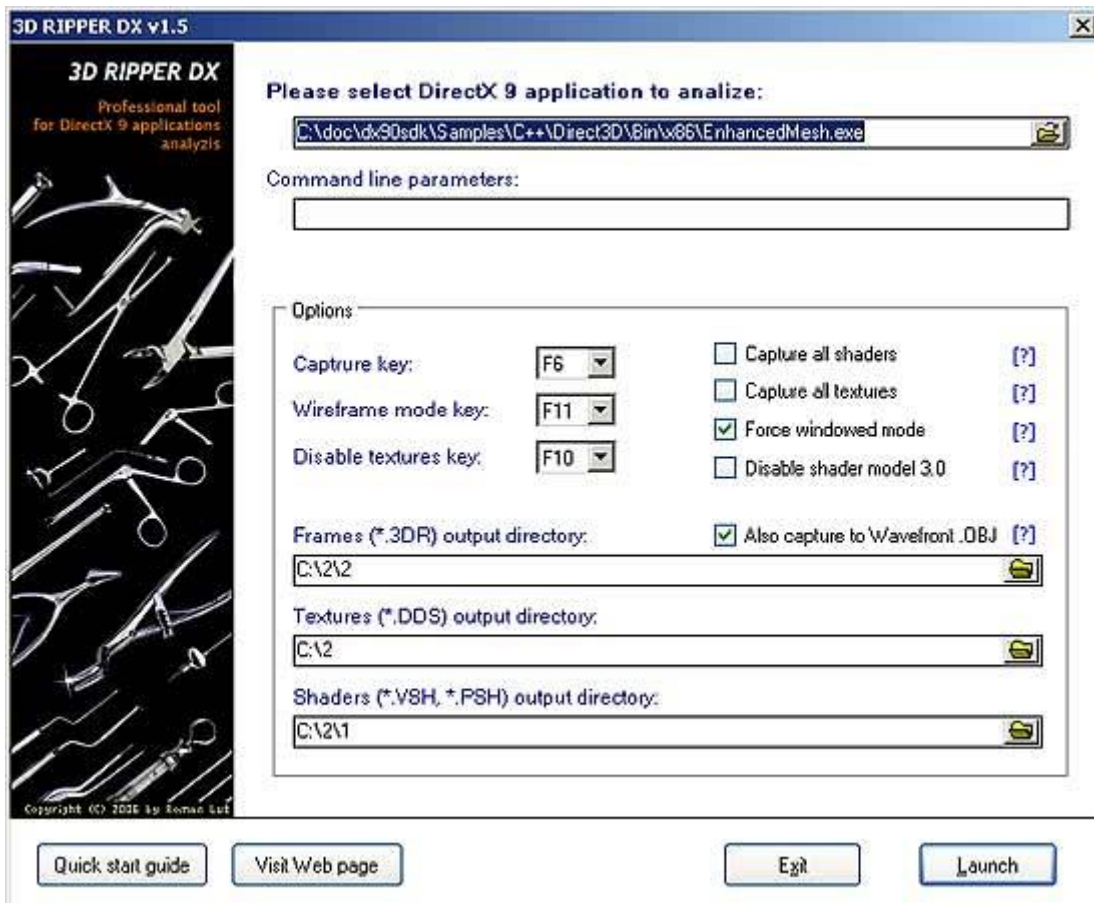 3D RIPPER DX v1.5
3D RIPPER DX
Professional tool
for DirectX 9 applications
analyzis
Please select DirectX 9 application to analize:
C:\doc\dx90sdk\Samples\C++\Direct3D\Bin\x86\EnhancedMesh.exe
Command line parameters:
Options
Captrure key:
F6
Capture all shaders
[?]
Capture all textures
[?]
Wireframe mode key:
F11
Force windowed mode
[?]
Disable textures key:
F10
Disable shader model 3.0
[?]
Frames (*.3DR) output directory:
Also capture to Wavefront .OBJ
[?]
C:\2\2
Textures (*.DDS) output directory:
C:\2
Shaders (*.VSH, *.PSH) output directory:
C:\2\1
Copyright (C) 2006 by Roman Lut
Quick start guide
Visit Web page
Exit
Launch